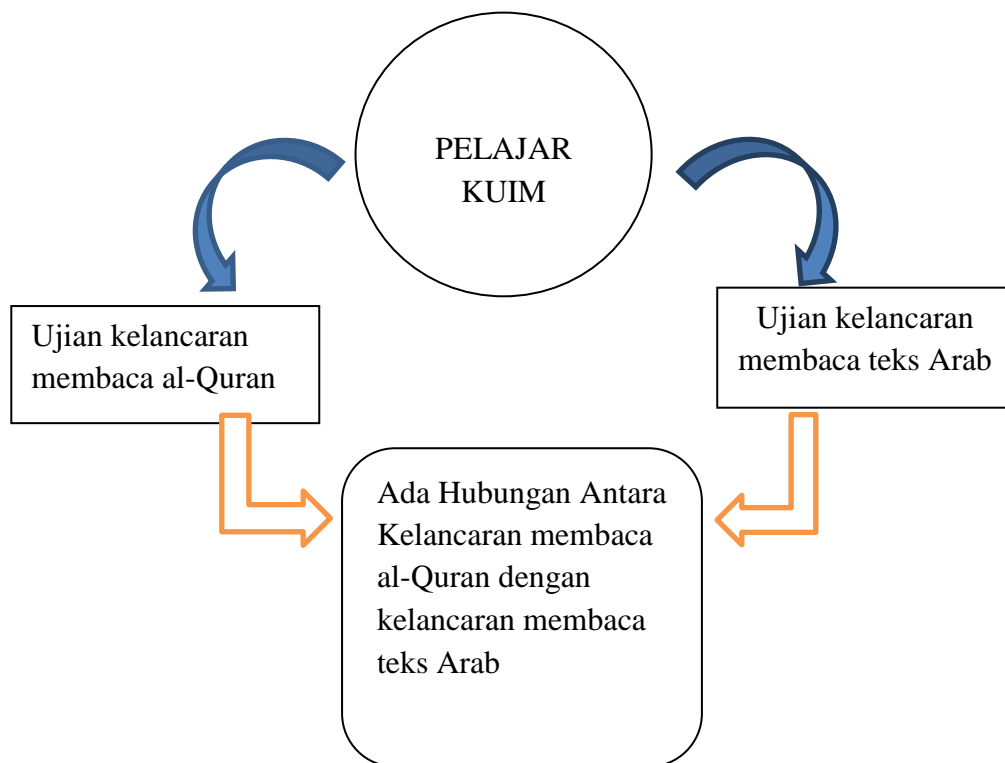 PELAJAR
KUIM
Ujian kelancaran
membaca al-Quran
Ujian kelancaran
membaca teks Arab
Ada Hubungan Antara
Kelancaran membaca
al-Quran dengan
kelancaran membaca
teks Arab